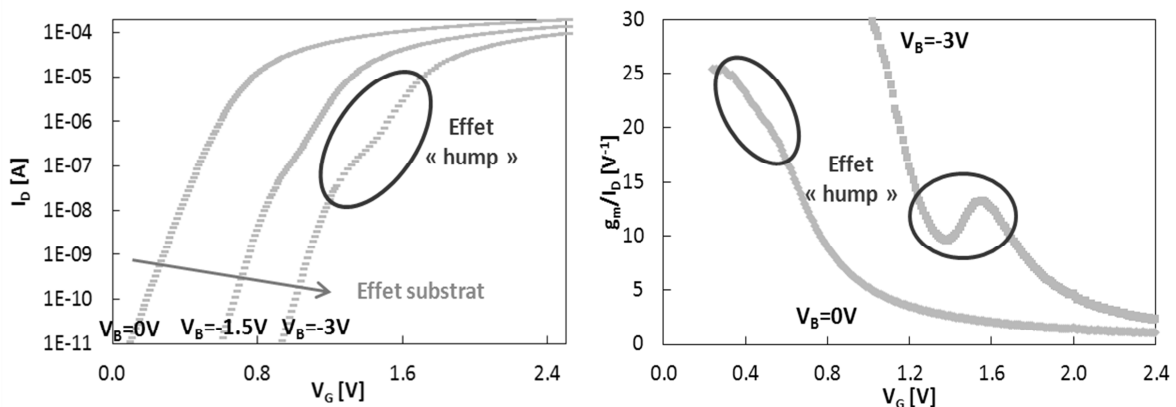 1E-04
1E-05
1E-06
1E-07
1E-08
1E-09
1E-10
1E-11
I_D [A]
Effet
« hump »
Effet substrat
V_B=0V
V_B=-1.5V
V_B=-3V
0.0
0.8
1.6
2.4
V_G [V]
30
25
20
15
10
5
0
g_m/I_D [V⁻¹]
V_B=-3V
Effet
« hump »
V_B=0V
0.0
0.4
0.8
1.2
1.6
2.0
2.4
V_G [V]